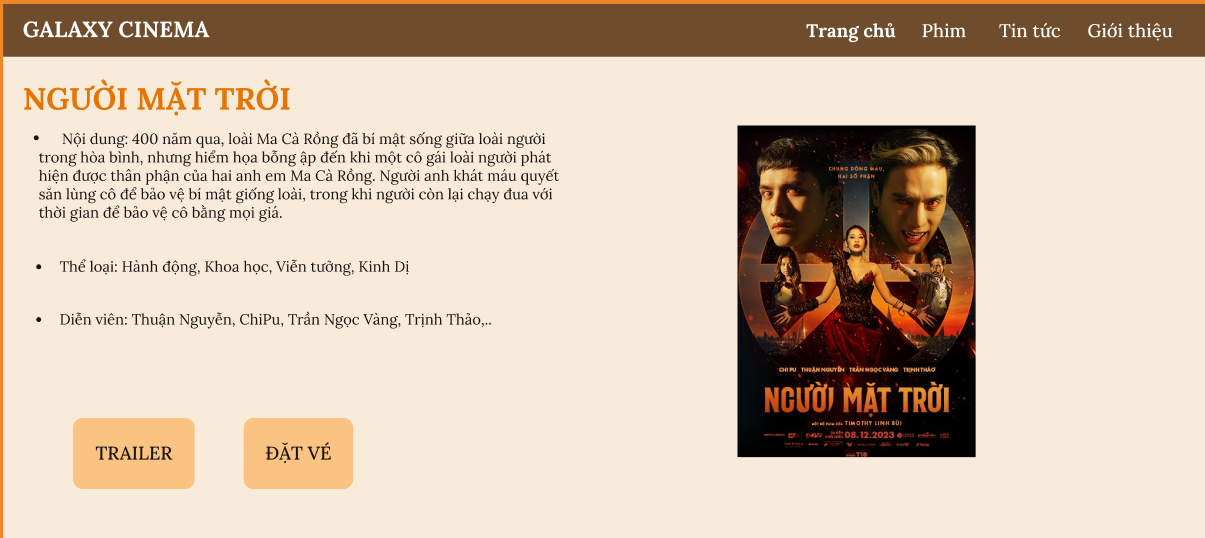 GALAXY CINEMA
Trang chủ Phim Tin tức Giới thiệu
NGƯỜI MẶT TRỜI
• Nội dung: 400 năm qua, loài Ma Cà Rồng đã bí mật sống giữa loài người
trong hòa bình, nhưng hiểm họa bỗng ập đến khi một cô gái loài người phát
hiện được thân phận của hai anh em Ma Cà Rồng. Người anh khát máu quyết
săn lùng cô để bảo vệ bí mật giống loài, trong khi người còn lại chạy đua với
thời gian để bảo vệ cô bằng mọi giá.
• Thể loại: Hành động, Khoa học, Viễn tưởng, Kinh Dị
• Diễn viên: Thuận Nguyễn, ChiPu, Trần Ngọc Vàng, Trịnh Thảo,..
TRAILER
ĐẶT VÉ
CHUNG DÒNG MÁU,
HAI SỐ PHẬN
CHI PU THUẬN NGUYỄN TRẦN NGỌC VÀNG TRỊNH THẢO
NGƯỜI MẶT TRỜI
MỘT BỘ PHIM CỦA TIMOTHY LINH BÙI
08.12.2023
T18